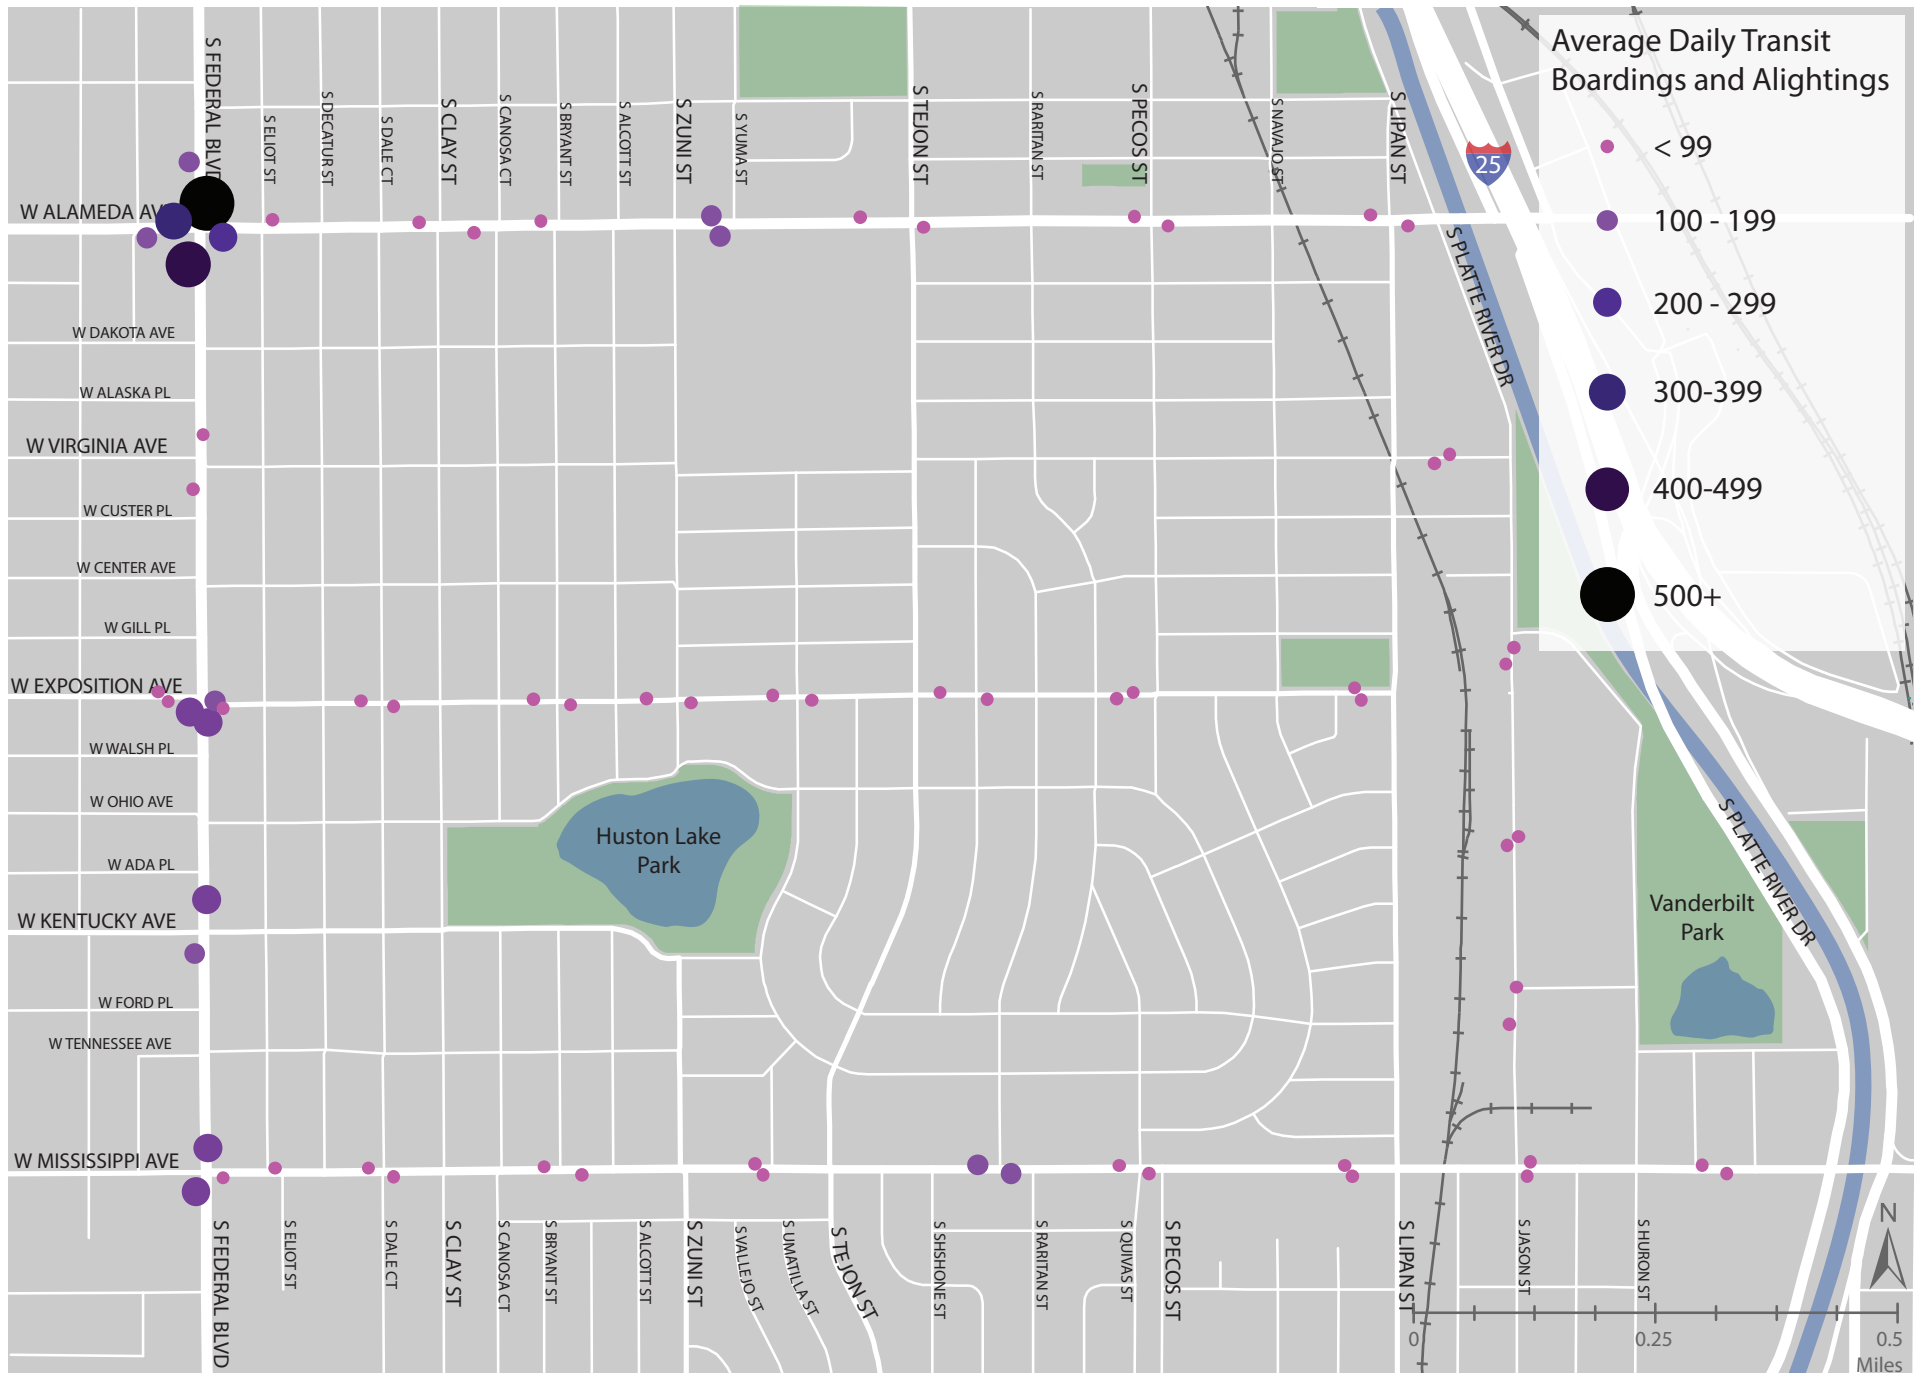 Average Daily Transit
Boardings and Alightings
< 99
100 - 199
200 - 299
300-399
400-499
500+
25
S FEDERAL BLVD
S ELIOT ST
S DECATUR ST
S DALE CT
S CLAY ST
S CANOSA CT
S BRYANT ST
S ALCOTT ST
S ZUNI ST
S YUMA ST
S TEJON ST
S RARITAN ST
S PECOS ST
S NAVAJO ST
S LIPAN ST
S PLATTE RIVER DR
W ALAMEDA AVE
W DAKOTA AVE
W ALASKA PL
W VIRGINIA AVE
W CUSTER PL
W CENTER AVE
W GILL PL
W EXPOSITION AVE
W WALSH PL
W OHIO AVE
W ADA PL
W KENTUCKY AVE
W FORD PL
W TENNESSEE AVE
W MISSISSIPPI AVE
Huston Lake
Park
Vanderbilt
Park
S PLATTE RIVER DR
S FEDERAL BLVD
S ELIOT ST
S DALE CT
S CLAY ST
S CANOSA CT
S BRYANT ST
S ALCOTT ST
S ZUNI ST
S VALLEJO ST
S UMATILLA ST
S TEJON ST
S SHSHONE ST
S RARITAN ST
S QUIVAS ST
S PECOS ST
S LIPAN ST
S JASON ST
S HURON ST
N
0
0.25
0.5
Miles